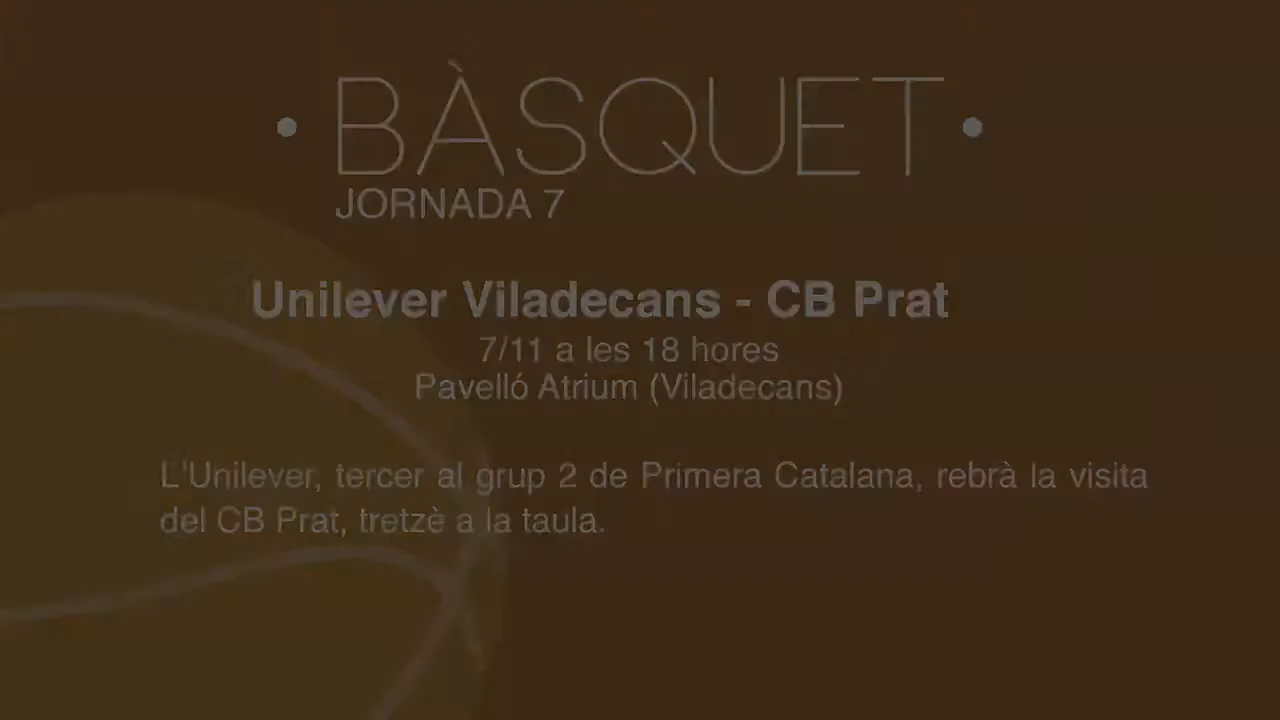 • BÀSQUET •
JORNADA 7
Unilever Viladecans - CB Prat
7/11 a les 18 hores
Pavelló Atrium (Viladecans)
L'Unilever, tercer al grup 2 de Primera Catalana, rebrà la visita
del CB Prat, tretzè a la taula.